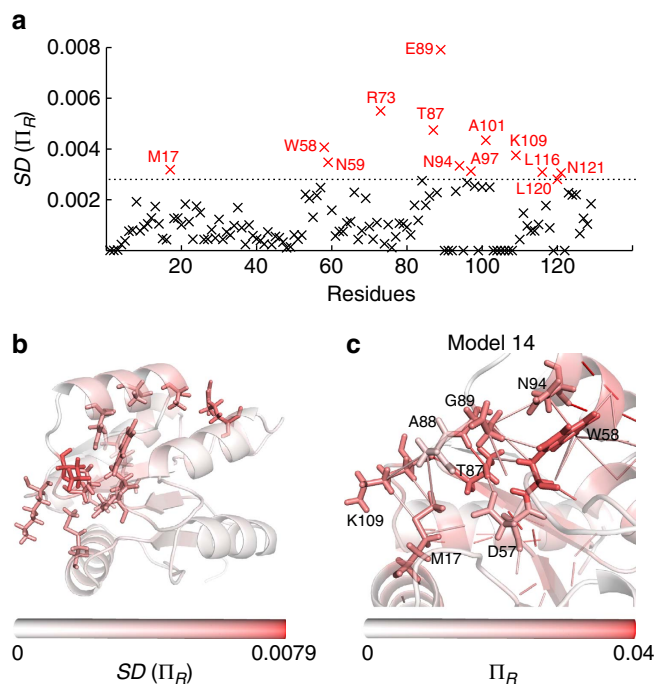 a
0.008
0.006
0.004
0.002
SD (Π_R)
E89
R73
T87
A101
W58
K109
M17
N59
N94
A97
L116
N121
L120
20
40
60
80
100
120
Residues
b
c
Model 14
N94
G89
A88
W58
T87
K109
D57
M17
0
0.0079
SD (Π_R)
0
0.04
Π_R